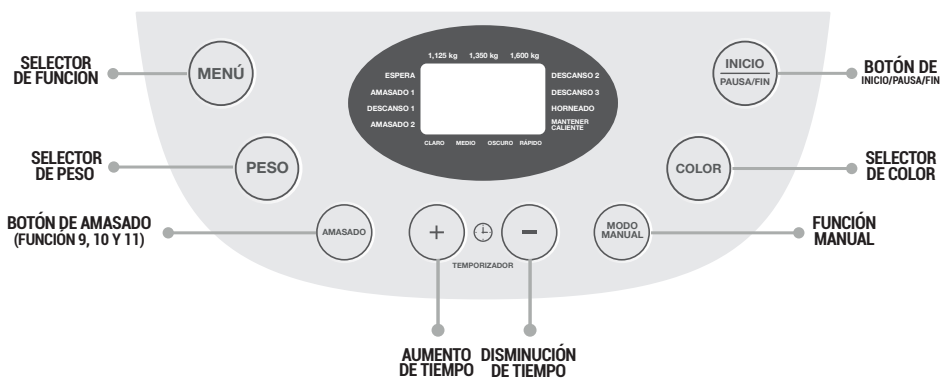 SELECTOR
DE FUNCIÓN
MENÚ
1,125 kg 1,350 kg 1,600 kg
ESPERA
AMASADO 1
DESCANSO 1
AMASADO 2
DESCANSO 2
DESCANSO 3
HORNEADO
MANTENER
CALIENTE
CLARO MEDIO OSCURO RÁPIDO
INICIO
PAUSA/FIN
BOTÓN DE
INICIO/PAUSA/FIN
SELECTOR
DE PESO
PESO
COLOR
SELECTOR
DE COLOR
BOTÓN DE AMASADO
(FUNCIÓN 9, 10 Y 11)
AMASADO
+
-
TEMPORIZADOR
MODO
MANUAL
FUNCIÓN
MANUAL
AUMENTO
DE TIEMPO
DISMINUCIÓN
DE TIEMPO